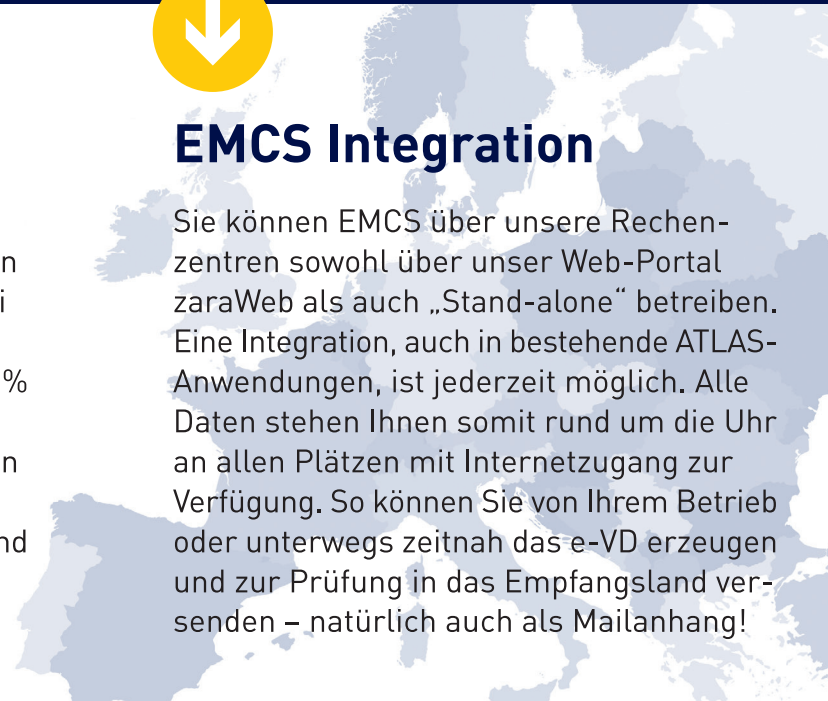 EMCS Integration
Sie können EMCS über unsere Rechen-
zentren sowohl über unser Web-Portal
zaraWeb als auch „Stand-alone“ betreiben.
Eine Integration, auch in bestehende ATLAS-
Anwendungen, ist jederzeit möglich. Alle
Daten stehen Ihnen somit rund um die Uhr
an allen Plätzen mit Internetzugang zur
Verfügung. So können Sie von Ihrem Betrieb
oder unterwegs zeitnah das e-VD erzeugen
und zur Prüfung in das Empfangsland ver-
senden – natürlich auch als Mailanhang!